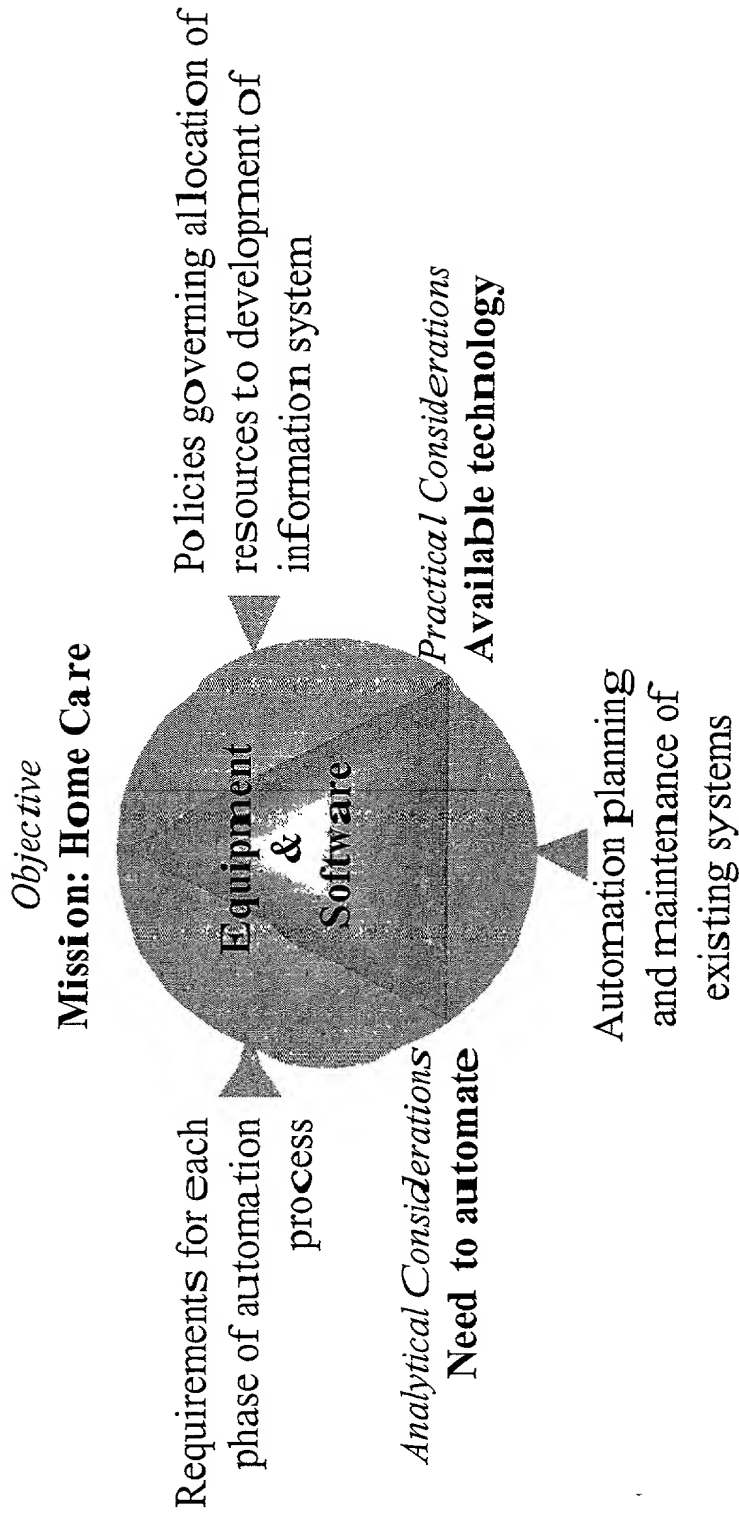 Objective
Mission: Home Care
Requirements for each
phase of automation
process
Policies governing allocation of
resources to development of
information system
Equipment
&
Software
Analytical Considerations
Need to automate
Practical Considerations
Available technology
Automation planning
and maintenance of
existing systems